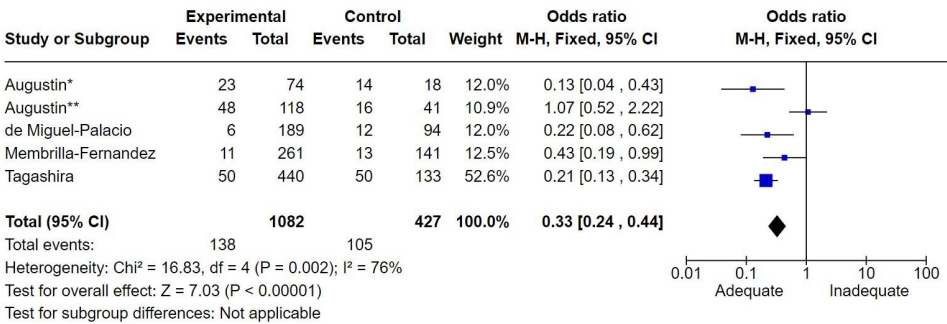 Experimental Control Odds ratio Odds ratio
Study or Subgroup Events Total Events Total Weight M-H, Fixed, 95% CI M-H, Fixed, 95% CI
Augustin* 23 74 14 18 12.0% 0.13 [0.04 , 0.43]
Augustin** 48 118 16 41 10.9% 1.07 [0.52 , 2.22]
de Miguel-Palacio 6 189 12 94 12.0% 0.22 [0.08 , 0.62]
Membrilla-Fernandez 11 261 13 141 12.5% 0.43 [0.19 , 0.99]
Tagashira 50 440 50 133 52.6% 0.21 [0.13 , 0.34]
Total (95% CI) 1082 427 100.0% 0.33 [0.24 , 0.44]
Total events: 138 105
Heterogeneity: Chi² = 16.83, df = 4 (P = 0.002); I² = 76%
Test for overall effect: Z = 7.03 (P < 0.00001)
Test for subgroup differences: Not applicable
0.01 0.1 1 10 100
Adequate Inadequate